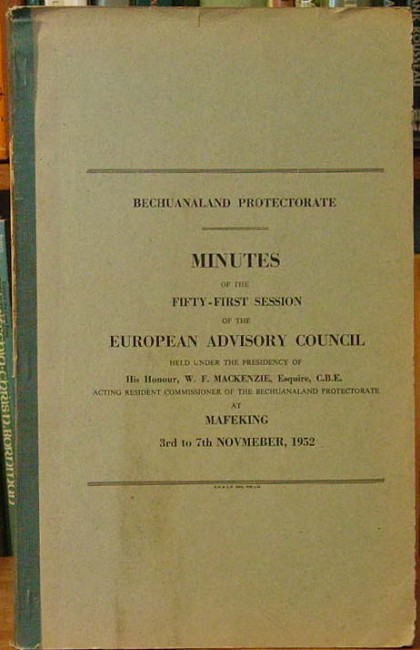 BECHUANALAND PROTECTORATE
MINUTES
OF THE
FIFTY-FIRST SESSION
OF THE
EUROPEAN ADVISORY COUNCIL
HELD UNDER THE PRESIDENCY OF
His Honour, W. F. MACKENZIE, Esquire, C.B.E.
ACTING RESIDENT COMMISSIONER OF THE BECHUANALAND PROTECTORATE
AT
MAFEKING
3rd to 7th NOVMEBER, 1952